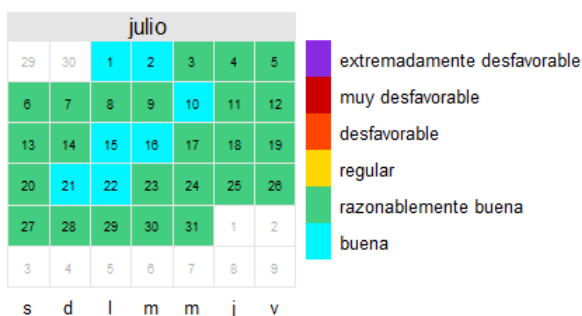 julio
29 30 1 2 3 4 5
6 7 8 9 10 11 12
13 14 15 16 17 18 19
20 21 22 23 24 25 26
27 28 29 30 31 1 2
3 4 5 6 7 8 9
s d l m m j v
extremadamente desfavorable
muy desfavorable
desfavorable
regular
razonablemente buena
buena